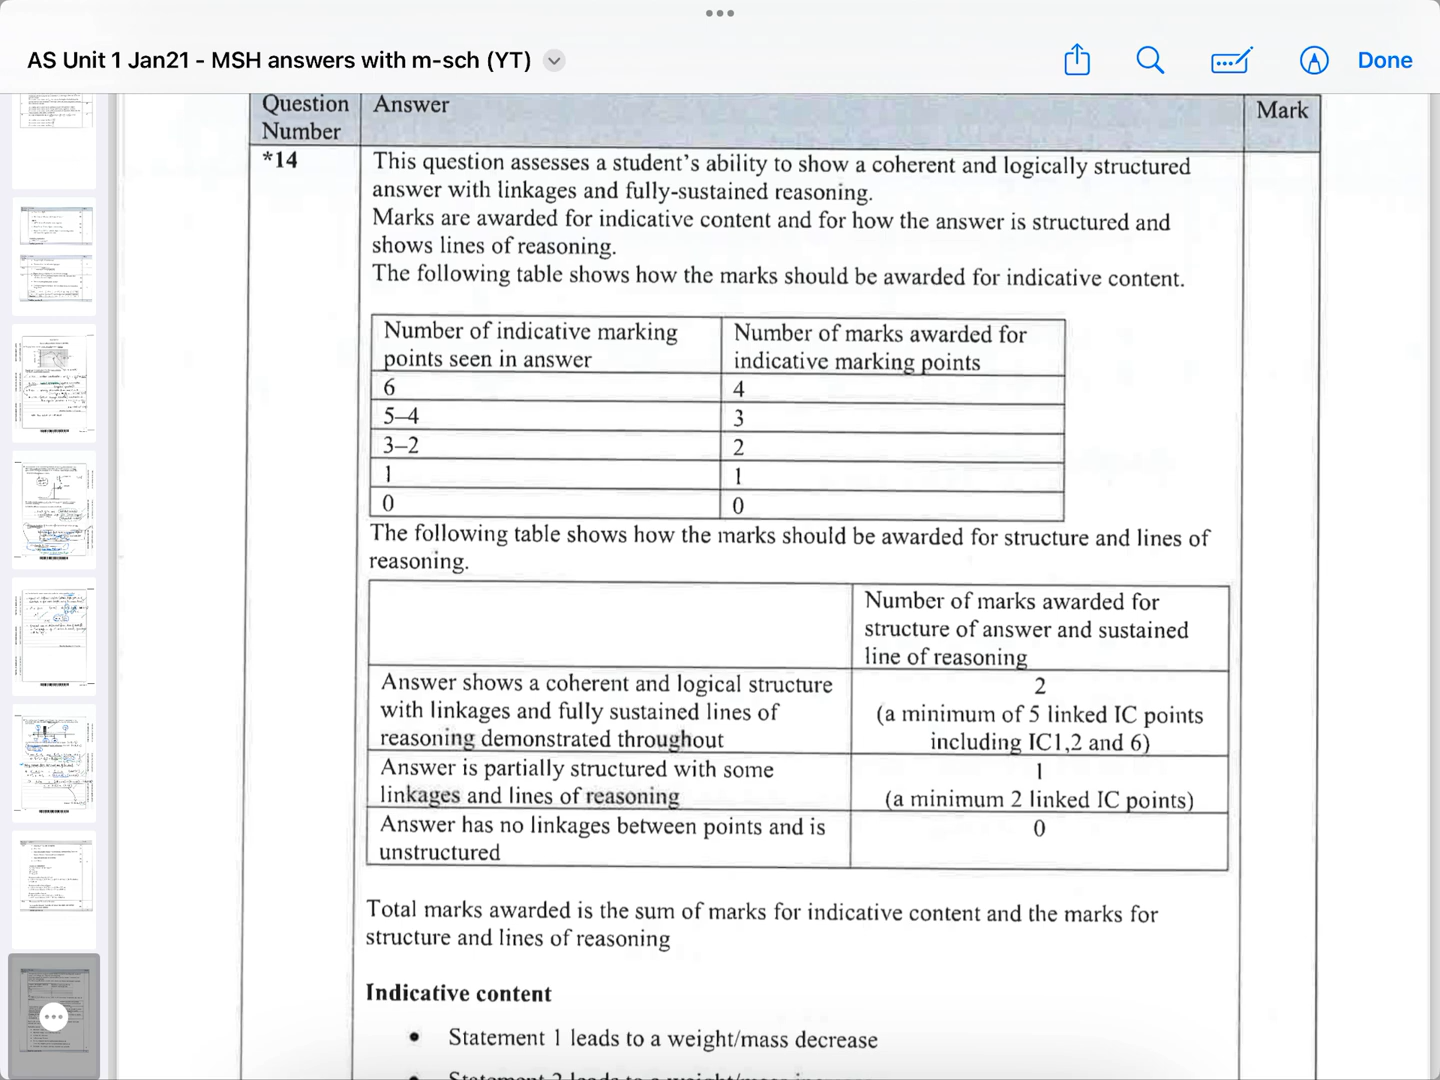 AS Unit 1 Jan21 - MSH answers with m-sch (YT)
Done
Question Number
Answer
Mark
*14
This question assesses a student's ability to show a coherent and logically structured
answer with linkages and fully-sustained reasoning.
Marks are awarded for indicative content and for how the answer is structured and
shows lines of reasoning.
The following table shows how the marks should be awarded for indicative content.
Number of indicative marking
points seen in answer
Number of marks awarded for
indicative marking points
6
4
5–4
3
3–2
2
1
1
0
0
The following table shows how the marks should be awarded for structure and lines of
reasoning.
Number of marks awarded for
structure of answer and sustained
line of reasoning
Answer shows a coherent and logical structure
with linkages and fully sustained lines of
reasoning demonstrated throughout
2
(a minimum of 5 linked IC points
including IC1,2 and 6)
Answer is partially structured with some
linkages and lines of reasoning
1
(a minimum 2 linked IC points)
Answer has no linkages between points and is
unstructured
0
Total marks awarded is the sum of marks for indicative content and the marks for
structure and lines of reasoning
Indicative content
• Statement 1 leads to a weight/mass decrease